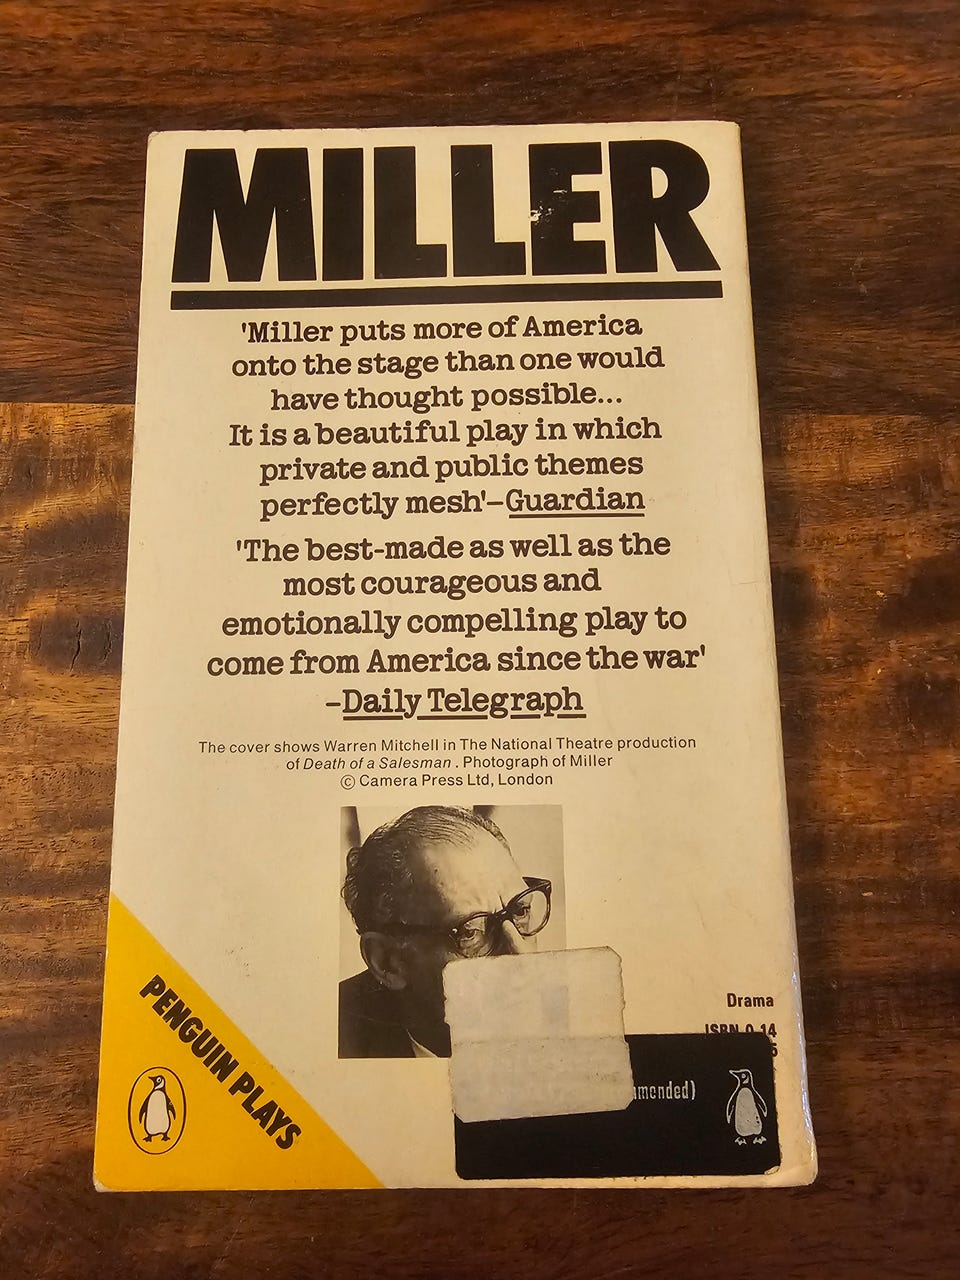 MILLER
'Miller puts more of America
onto the stage than one would
have thought possible...
It is a beautiful play in which
private and public themes
perfectly mesh'–Guardian
'The best-made as well as the
most courageous and
emotionally compelling play to
come from America since the war'
–Daily Telegraph
The cover shows Warren Mitchell in The National Theatre production
of Death of a Salesman . Photograph of Miller
© Camera Press Ltd, London
PENGUIN PLAYS
Drama
ISBN 0 14